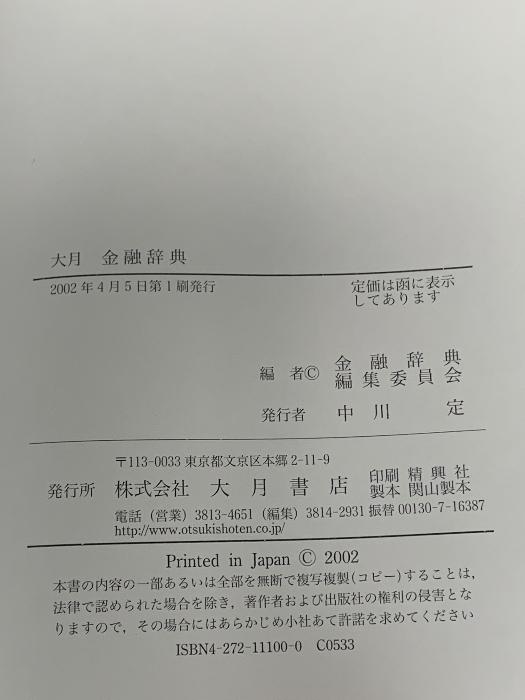 大月 金融辞典
2002年4月5日第1刷発行
定価は函に表示
してあります
編 者© 金融辞典
編集委員会
発行者 中川 定
〒113-0033 東京都文京区本郷2-11-9
発行所 株式会社 大月書店 印刷 精興社
製本 関山製本
電話(営業)3813-4651(編集)3814-2931 振替00130-7-16387
http://www.otsukishoten.co.jp/
Printed in Japan © 2002
本書の内容の一部あるいは全部を無断で複写複製(コピー)することは,
法律で認められた場合を除き,著作者および出版社の権利の侵害とな
りますので,その場合にはあらかじめ小社あて許諾を求めてください
ISBN4-272-11100-0 C0533